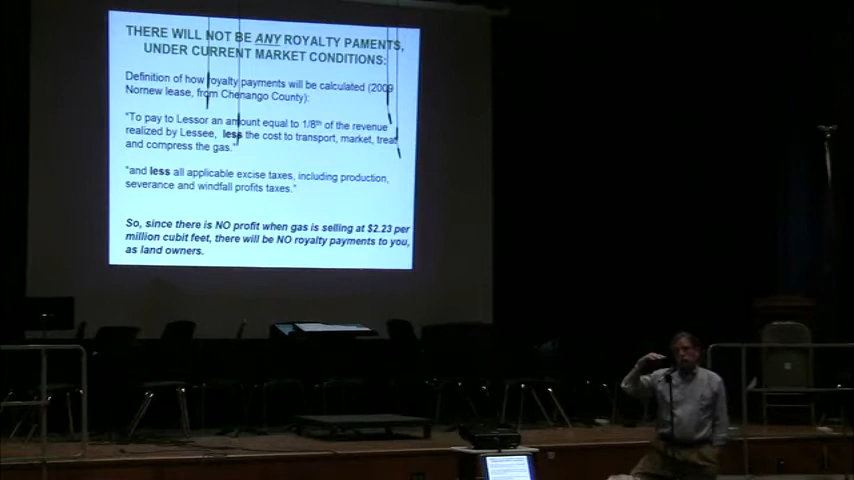 THERE WILL NOT BE ANY ROYALTY PAMENTS,
UNDER CURRENT MARKET CONDITIONS:
Definition of how royalty payments will be calculated (2009
Nornew lease, from Chenango County):
"To pay to Lessor an amount equal to 1/8th of the revenue
realized by Lessee, less the cost to transport, market, treat
and compress the gas."
"and less all applicable excise taxes, including production,
severance and windfall profits taxes."
So, since there is NO profit when gas is selling at $2.23 per
million cubit feet, there will be NO royalty payments to you,
as land owners.